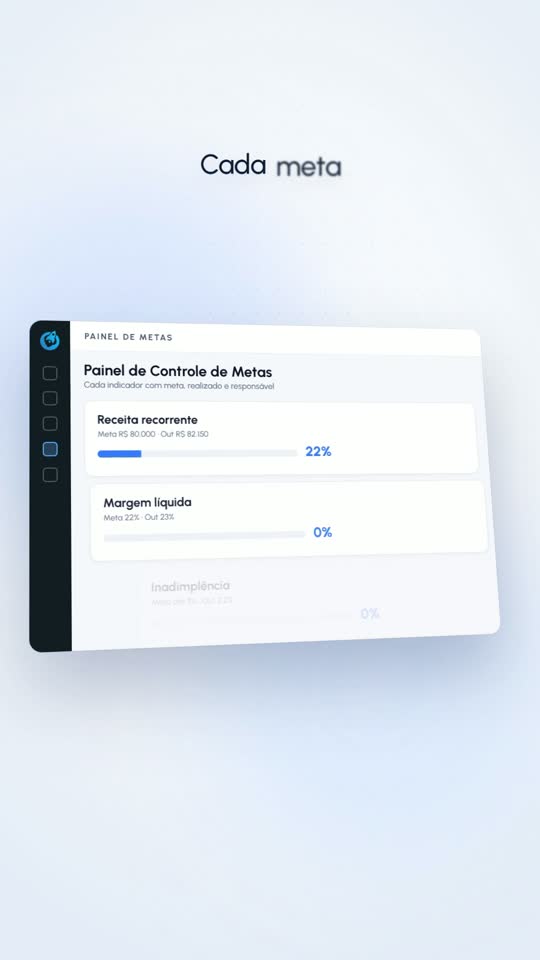 Cada meta
PAINEL DE METAS
Painel de Controle de Metas
Cada indicador com meta, realizado e responsável
Receita recorrente
Meta R$ 80.000 · Out R$ 82.150
22%
Margem líquida
Meta 22% · Out 23%
0%
Inadimplência
0%